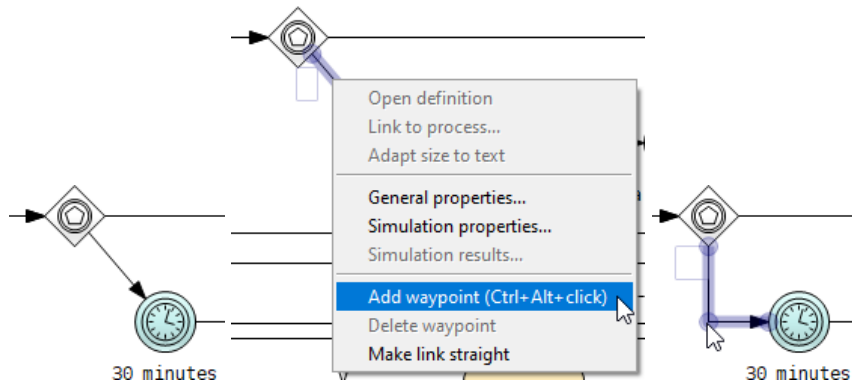 Open definition
Link to process...
Adapt size to text
General properties...
Simulation properties...
Simulation results...
Add waypoint (Ctrl+Alt+click)
Delete waypoint
Make link straight
30 minutes
30 minutes